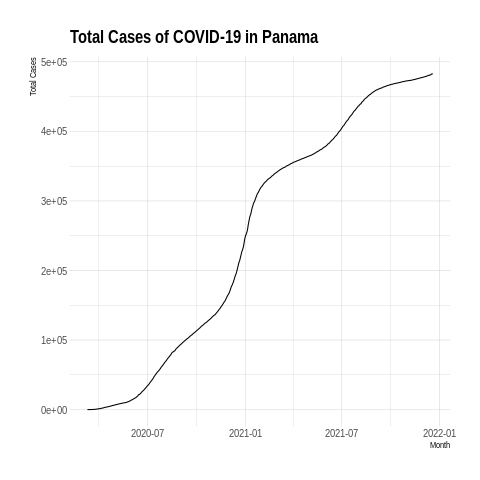 Total Cases of COVID-19 in Panama
Total Cases
5e+05
4e+05
3e+05
2e+05
1e+05
0e+00
2020-07
2021-01
2021-07
2022-01
Month